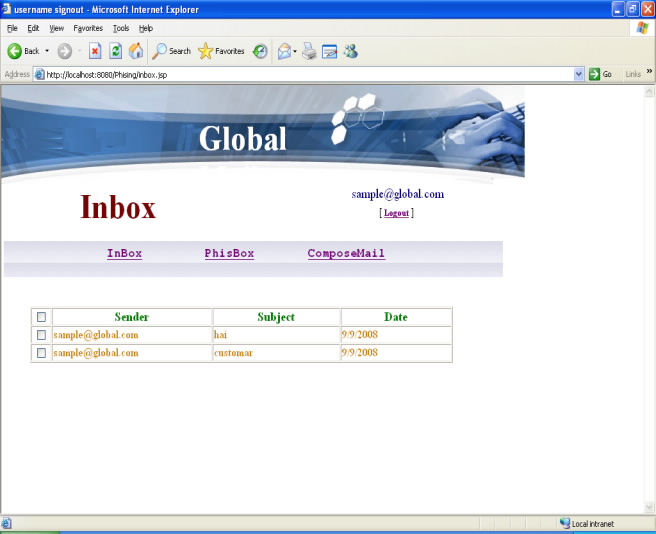 username signout - Microsoft Internet Explorer
File Edit View Favorites Tools Help
Back Search Favorites
Address http://localhost:8080/Phising/inbox.jsp Go Links »
Global
Inbox
sample@global.com
[ Logout ]
InBox PhisBox ComposeMail
Sender Subject Date
sample@global.com hai 9/9/2008
sample@global.com customar 9/9/2008
Local intranet